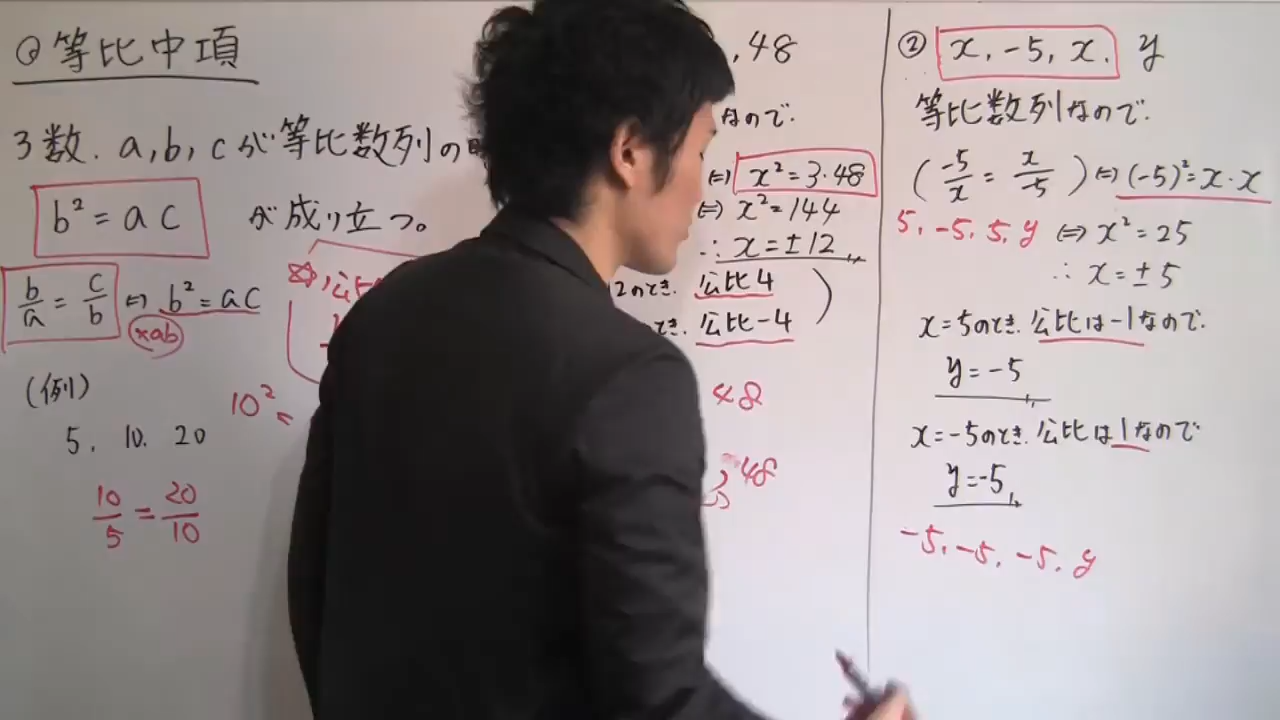 等比中項
3数. a, b, c が等比数列の
b² = ac が成り立つ。
b/a = c/b ⇔ b² = ac
×ab
(例)
5, 10. 20
10² =
10/5 = 20/10
, 48
なので.
⇔ x² = 3・48
⇔ x² = 144
∴ x = ±12
2のとき. 公比4
とき. 公比-4
48
48
② x, -5, x, y
等比数列なので.
( -5/x = x/-5 ) ⇔ (-5)² = x・x
5, -5, 5, y ⇔ x² = 25
∴ x = ±5
x=5のとき. 公比は-1なので.
y = -5
x=-5のとき. 公比は1なので
y=-5
-5, -5, -5, y